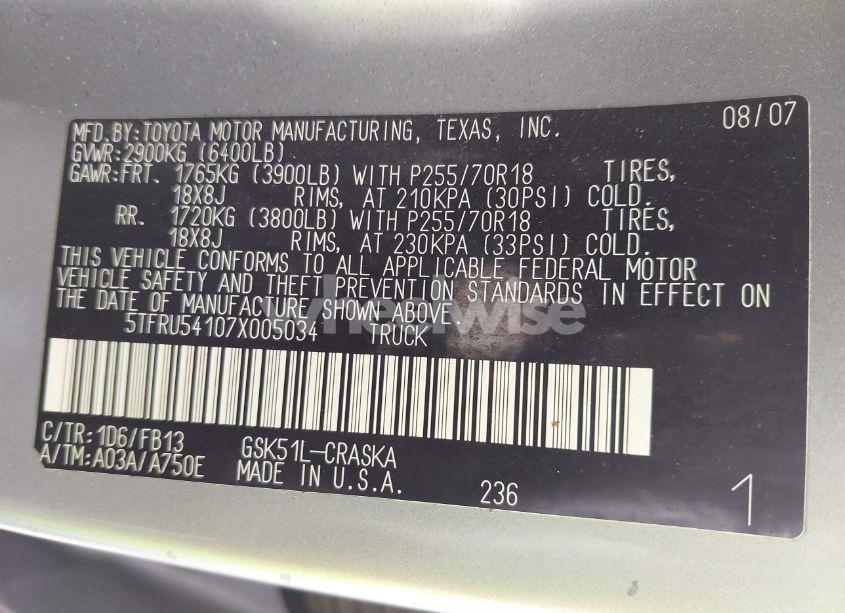 08/07
MFD. BY: TOYOTA MOTOR MANUFACTURING, TEXAS, INC.
GVWR: 2900KG (6400LB)
GAWR: FRT. 1765KG (3900LB) WITH P255/70R18 TIRES,
18X8J RIMS, AT 210KPA (30PSI) COLD.
RR. 1720KG (3800LB) WITH P255/70R18 TIRES,
18X8J RIMS, AT 230KPA (33PSI) COLD.
THIS VEHICLE CONFORMS TO ALL APPLICABLE FEDERAL MOTOR
VEHICLE SAFETY AND THEFT PREVENTION STANDARDS IN EFFECT ON
THE DATE OF MANUFACTURE SHOWN ABOVE.
wheelwise
5TFRU54107X005034 TRUCK
C/TR: 1D6/FB13 GSK51L-CRASKA
A/TM: A03A/A750E MADE IN U.S.A. 236 1